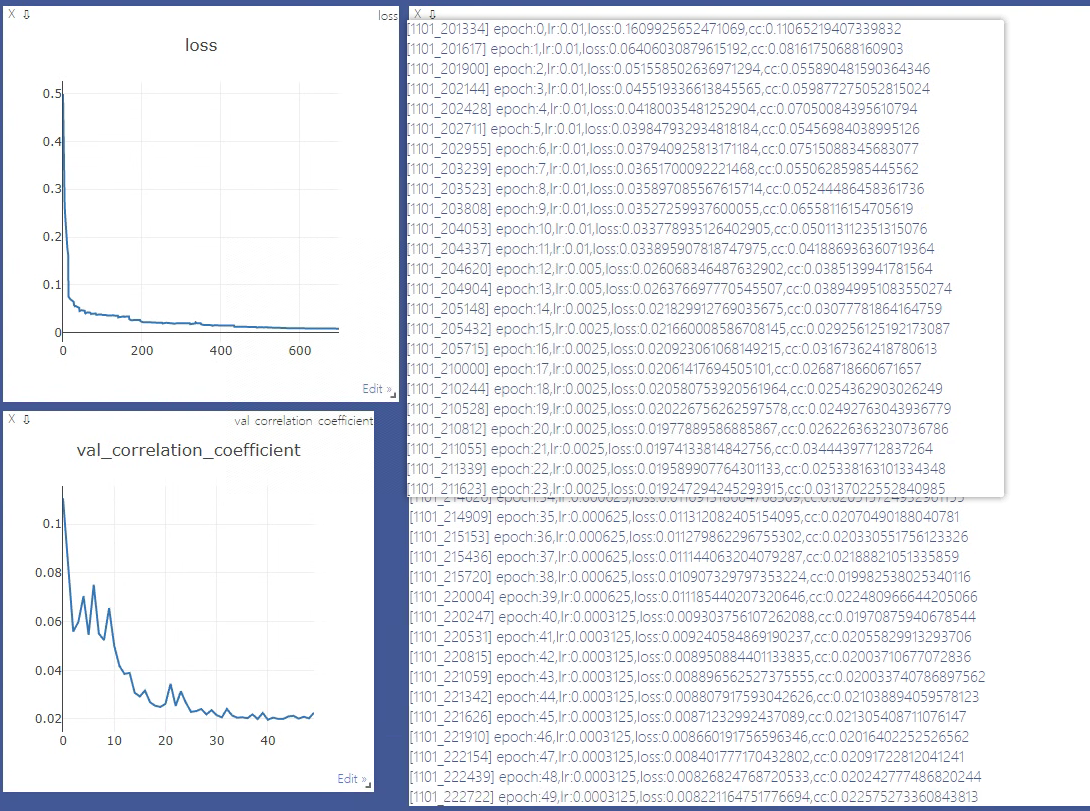 X ⇩ loss
loss
0.5
0.4
0.3
0.2
0.1
0
0 200 400 600
Edit »
X ⇩ val correlation coefficient
val_correlation_coefficient
0.1
0.08
0.06
0.04
0.02
0 10 20 30 40
Edit »
X ⇩
[1101_201334] epoch:0,lr:0.01,loss:0.1609925652471069,cc:0.11065219407339832
[1101_201617] epoch:1,lr:0.01,loss:0.06406030879615192,cc:0.08161750688160903
[1101_201900] epoch:2,lr:0.01,loss:0.051558502636971294,cc:0.055890481590364346
[1101_202144] epoch:3,lr:0.01,loss:0.045519336613845565,cc:0.059877275052815024
[1101_202428] epoch:4,lr:0.01,loss:0.04180035481252904,cc:0.07050084395610794
[1101_202711] epoch:5,lr:0.01,loss:0.039847932934818184,cc:0.05456984038995126
[1101_202955] epoch:6,lr:0.01,loss:0.037940925813171184,cc:0.07515088345683077
[1101_203239] epoch:7,lr:0.01,loss:0.03651700092221468,cc:0.05506285985445562
[1101_203523] epoch:8,lr:0.01,loss:0.035897085567615714,cc:0.05244486458361736
[1101_203808] epoch:9,lr:0.01,loss:0.03527259937600055,cc:0.06558116154705619
[1101_204053] epoch:10,lr:0.01,loss:0.033778935126402905,cc:0.050113112351315076
[1101_204337] epoch:11,lr:0.01,loss:0.033895907818747975,cc:0.041886936360719364
[1101_204620] epoch:12,lr:0.005,loss:0.026068346487632902,cc:0.0385139941781564
[1101_204904] epoch:13,lr:0.005,loss:0.026376697770545507,cc:0.038949951083550274
[1101_205148] epoch:14,lr:0.0025,loss:0.021829912769035675,cc:0.03077781864164759
[1101_205432] epoch:15,lr:0.0025,loss:0.021660008586708145,cc:0.029256125192173087
[1101_205715] epoch:16,lr:0.0025,loss:0.020923061068149215,cc:0.03167362418780613
[1101_210000] epoch:17,lr:0.0025,loss:0.02061417694505101,cc:0.0268718660671657
[1101_210244] epoch:18,lr:0.0025,loss:0.020580753920561964,cc:0.0254362903026249
[1101_210528] epoch:19,lr:0.0025,loss:0.020226756262597578,cc:0.02492763043936779
[1101_210812] epoch:20,lr:0.0025,loss:0.01977889586885867,cc:0.026226363230736786
[1101_211055] epoch:21,lr:0.0025,loss:0.01974133814842756,cc:0.03444397712837264
[1101_211339] epoch:22,lr:0.0025,loss:0.019589907764301133,cc:0.025338163101334348
[1101_211623] epoch:23,lr:0.0025,loss:0.019247294245293915,cc:0.03137022552840985
[1101_214909] epoch:35,lr:0.000625,loss:0.011312082405154095,cc:0.02070490188040781
[1101_215153] epoch:36,lr:0.000625,loss:0.011279862296755302,cc:0.020330551756123326
[1101_215436] epoch:37,lr:0.000625,loss:0.011144063204079287,cc:0.02188821051335859
[1101_215720] epoch:38,lr:0.000625,loss:0.010907329797353224,cc:0.019982538025340116
[1101_220004] epoch:39,lr:0.000625,loss:0.011185440207320646,cc:0.022480966644205066
[1101_220247] epoch:40,lr:0.0003125,loss:0.009303756107262088,cc:0.0197087594067​8544
[1101_220531] epoch:41,lr:0.0003125,loss:0.009240584869190237,cc:0.02055829913293706
[1101_220815] epoch:42,lr:0.0003125,loss:0.008950884401133835,cc:0.02003710677072836
[1101_221059] epoch:43,lr:0.0003125,loss:0.008896562527375555,cc:0.020033740786897562
[1101_221342] epoch:44,lr:0.0003125,loss:0.008807917593042626,cc:0.021038894059578123
[1101_221626] epoch:45,lr:0.0003125,loss:0.00871232992437089,cc:0.021305408711076147
[1101_221910] epoch:46,lr:0.0003125,loss:0.008660191756596346,cc:0.02016402252526562
[1101_222154] epoch:47,lr:0.0003125,loss:0.008401777170432802,cc:0.02091722812041241
[1101_222439] epoch:48,lr:0.0003125,loss:0.00826824768720533,cc:0.020242777486820244
[1101_222722] epoch:49,lr:0.0003125,loss:0.008221164751776694,cc:0.022575273360843813